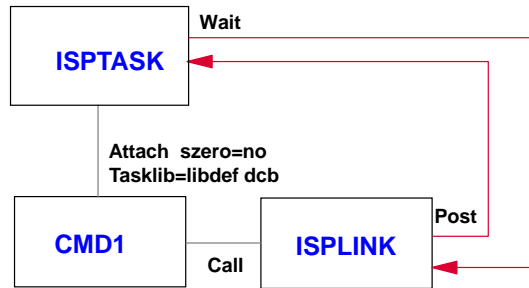 Wait
ISPTASK
Attach szero=no
Tasklib=libdef dcb
CMD1
Call
ISPLINK
Post